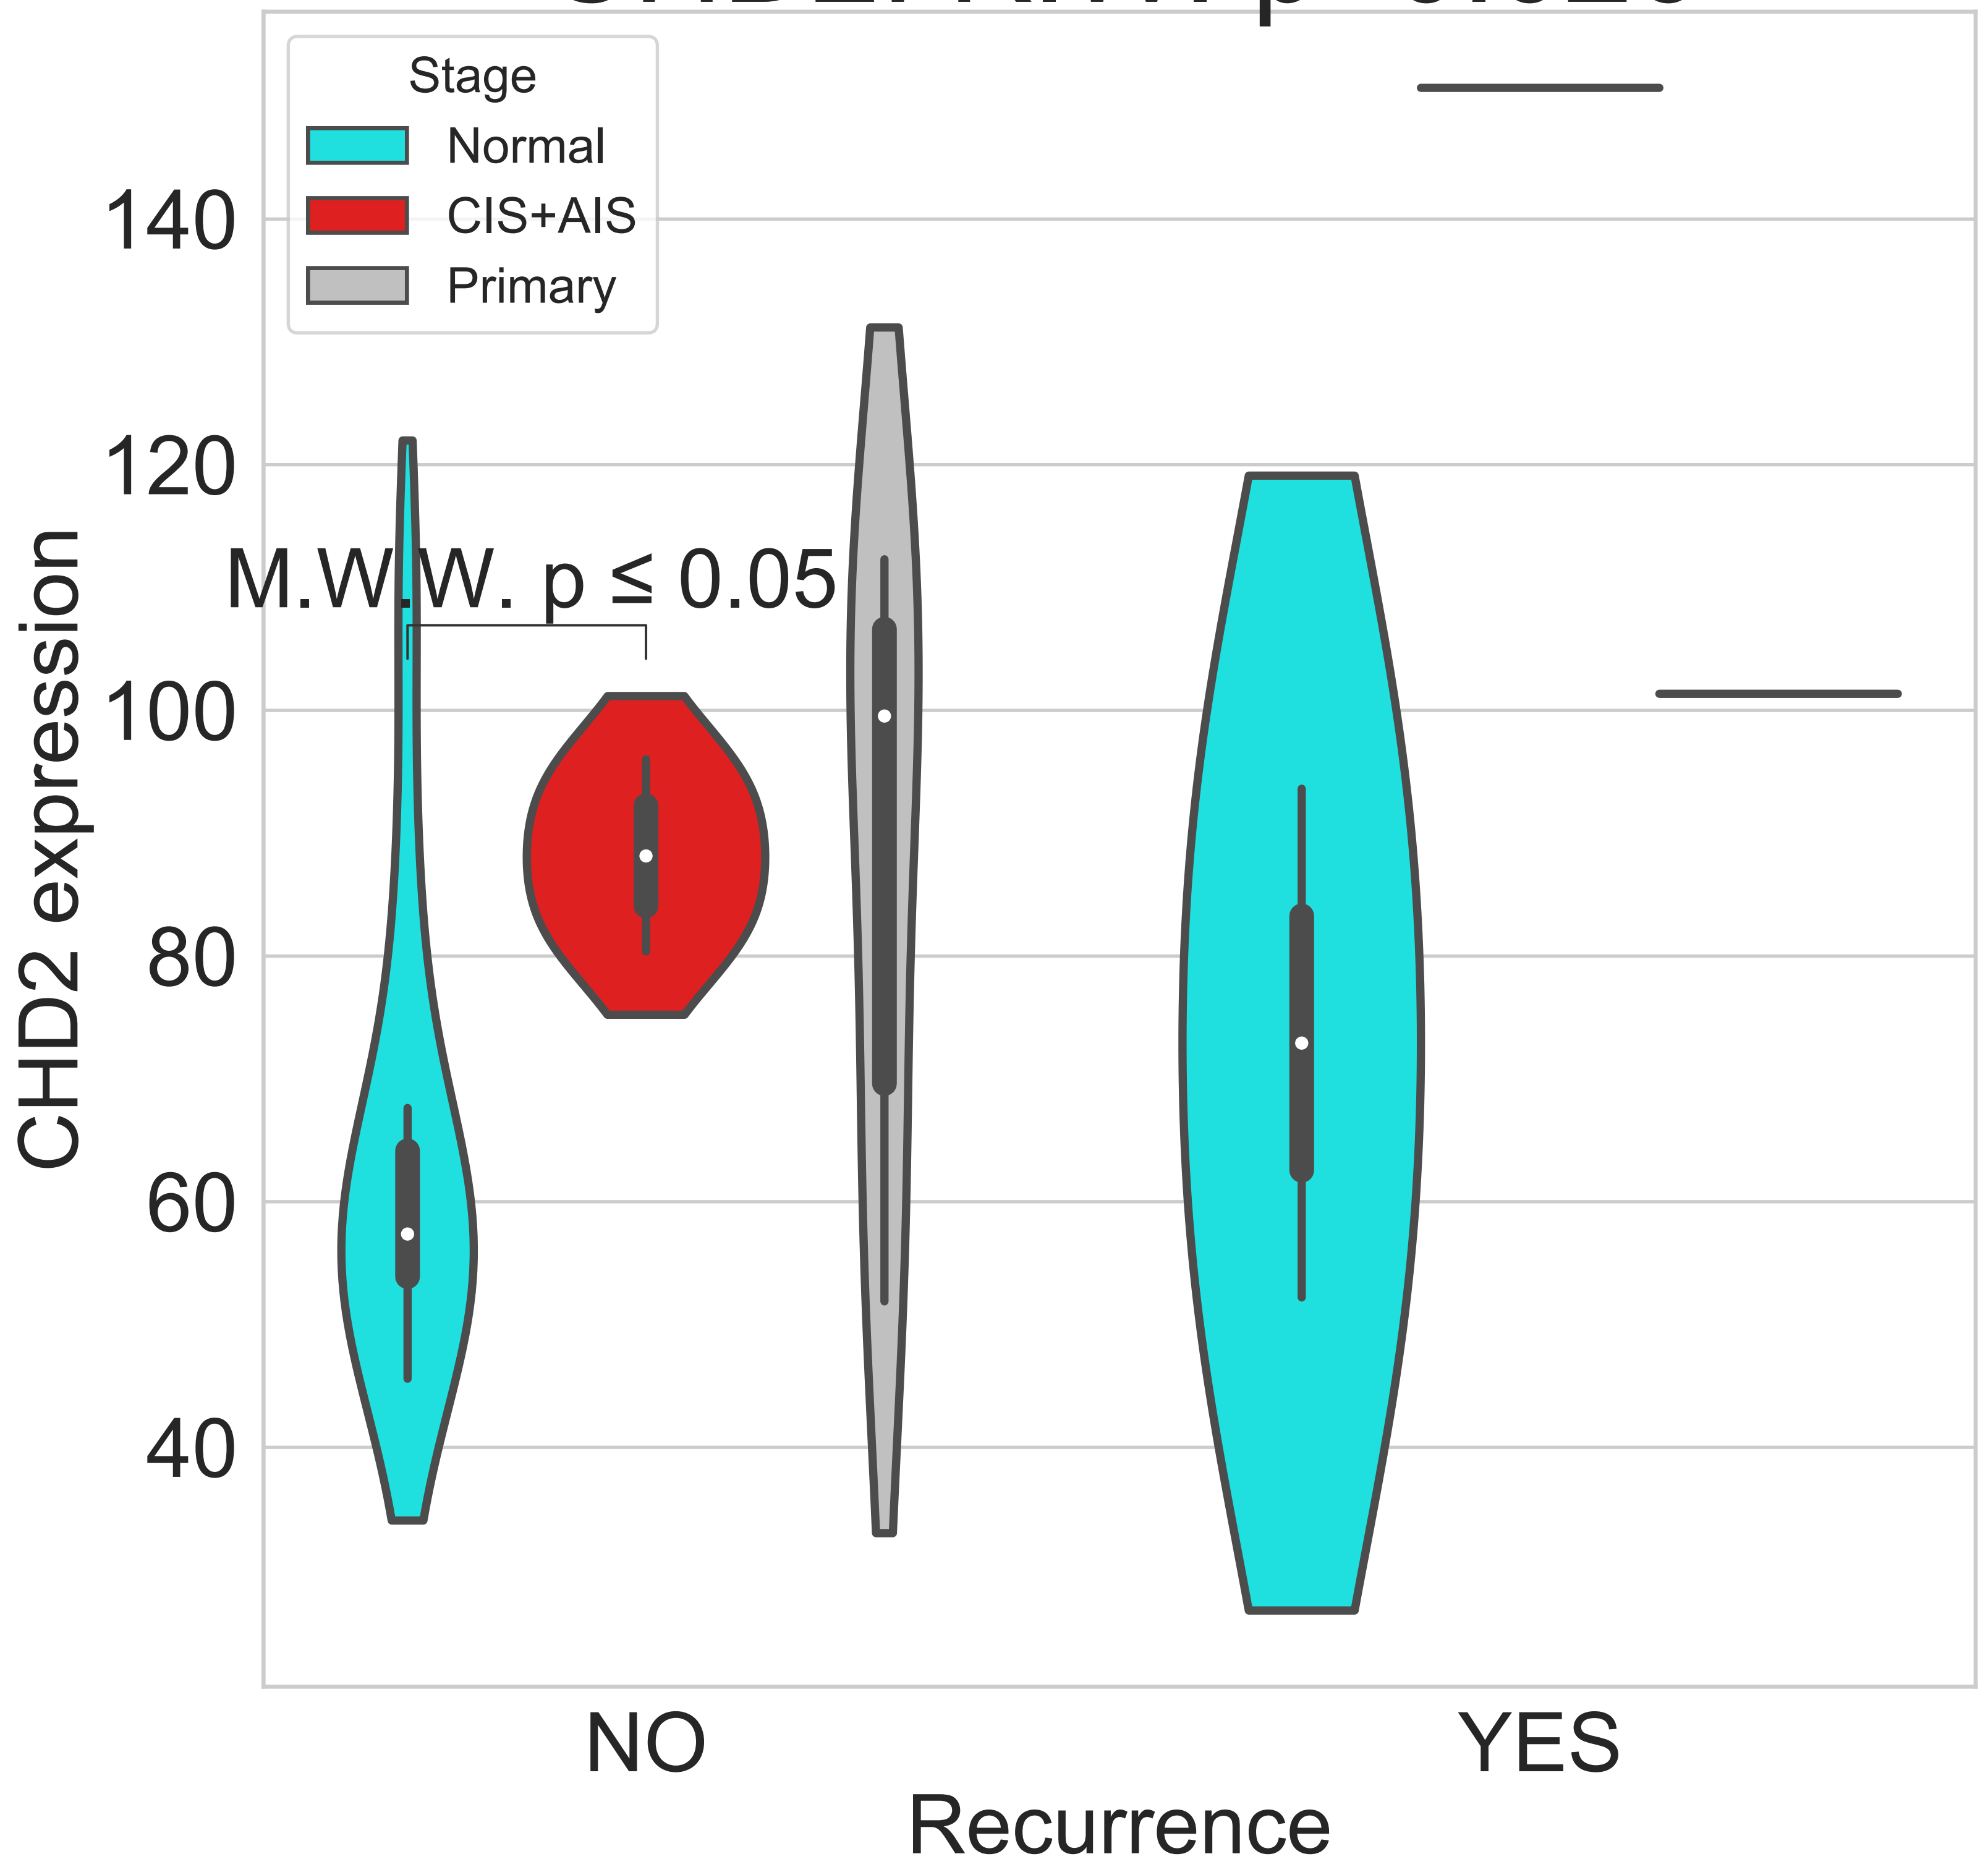 Stage
Normal
CIS+AIS
Primary
140
120
100
80
60
40
M.W.W. p ≤ 0.05
CHD2 expression
NO
YES
Recurrence